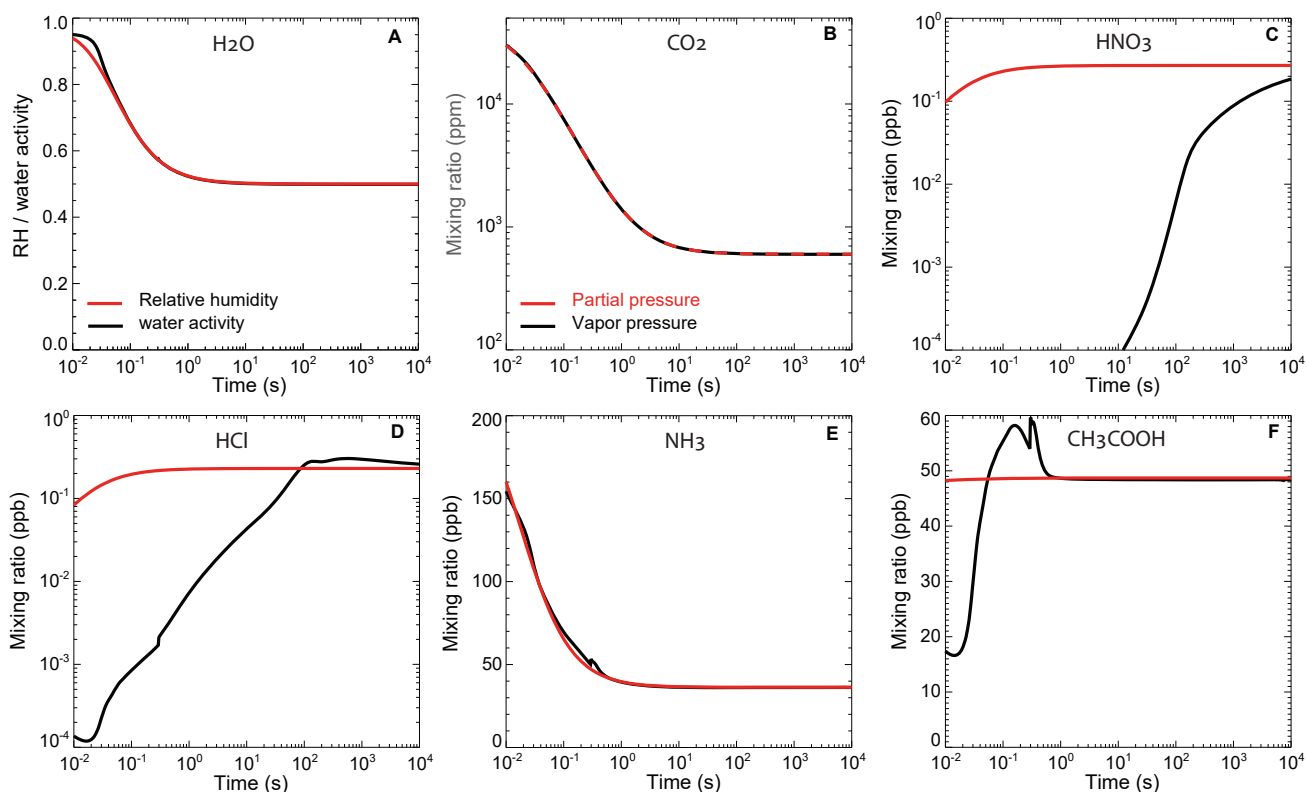 H2O
A
RH / water activity
1.0
0.8
0.6
0.4
0.2
0.0
Relative humidity
water activity
10⁻² 10⁻¹ 10⁰ 10¹ 10² 10³ 10⁴
Time (s)
CO2
B
Mixing ratio (ppm)
10⁴
10³
10²
Partial pressure
Vapor pressure
10⁻² 10⁻¹ 10⁰ 10¹ 10² 10³ 10⁴
Time (s)
HNO3
C
Mixing ration (ppb)
10⁰
10⁻¹
10⁻²
10⁻³
10⁻⁴
10⁻² 10⁻¹ 10⁰ 10¹ 10² 10³ 10⁴
Time (s)
HCl
D
Mixing ratio (ppb)
10⁰
10⁻¹
10⁻²
10⁻³
10⁻⁴
10⁻² 10⁻¹ 10⁰ 10¹ 10² 10³ 10⁴
Time (s)
NH3
E
Mixing ratio (ppb)
200
150
100
50
0
10⁻² 10⁻¹ 10⁰ 10¹ 10² 10³ 10⁴
Time (s)
CH3COOH
F
Mixing ratio (ppb)
60
50
40
30
20
10
0
10⁻² 10⁻¹ 10⁰ 10¹ 10² 10³ 10⁴
Time (s)